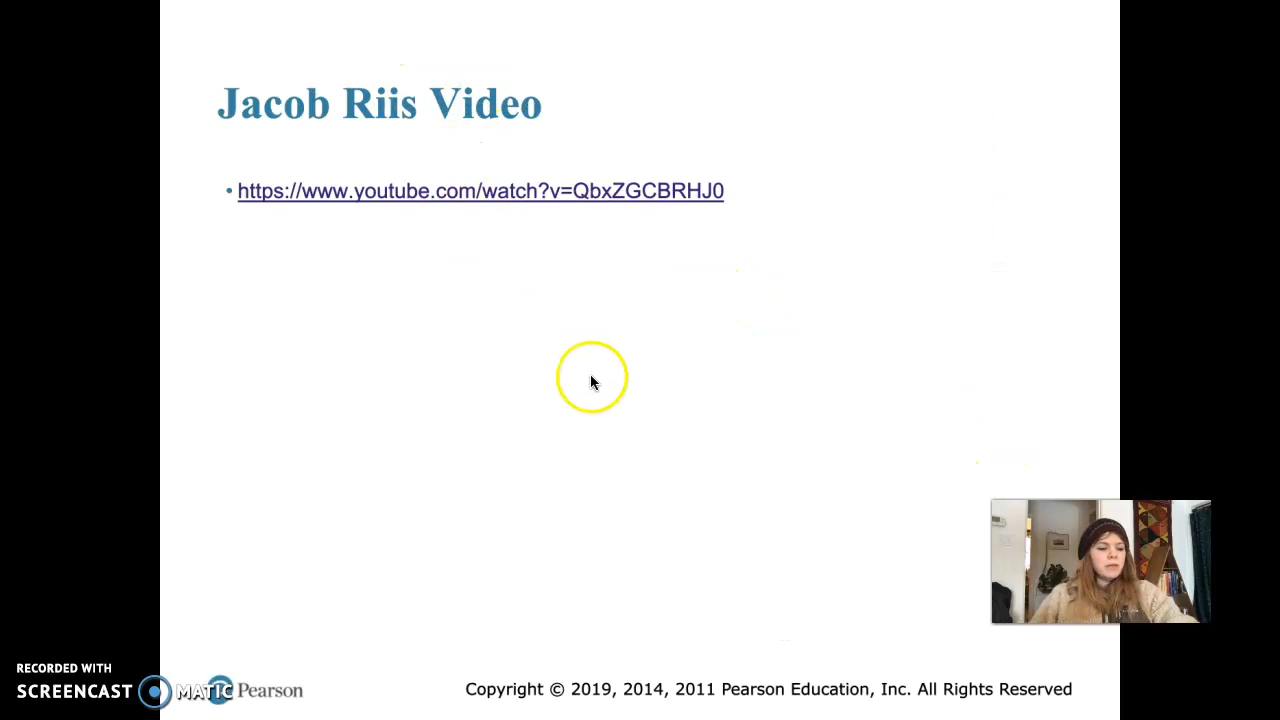 Jacob Riis Video
• https://www.youtube.com/watch?v=QbxZGCBRHJ0
RECORDED WITH
SCREENCAST MATIC
Pearson
Copyright © 2019, 2014, 2011 Pearson Education, Inc. All Rights Reserved